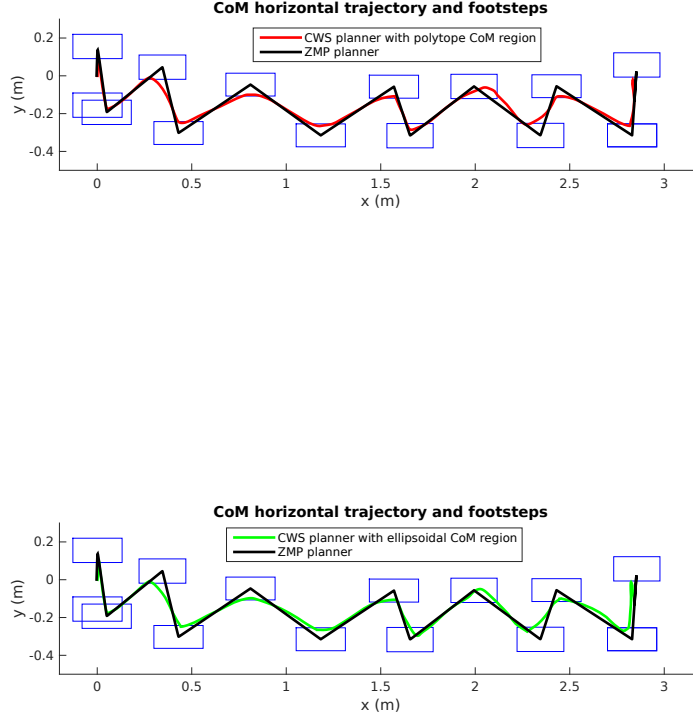 CoM horizontal trajectory and footsteps
CWS planner with polytope CoM region
ZMP planner
y (m)
0.2
0
-0.2
-0.4
0 0.5 1 1.5 2 2.5 3
x (m)
CoM horizontal trajectory and footsteps
CWS planner with ellipsoidal CoM region
ZMP planner
y (m)
0.2
0
-0.2
-0.4
0 0.5 1 1.5 2 2.5 3
x (m)